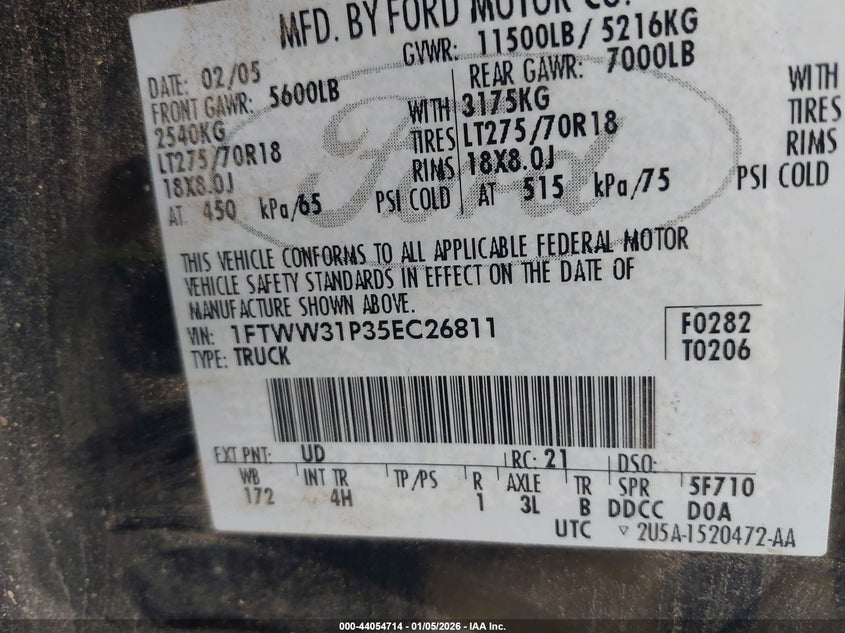 MFD. BY FORD MOTOR CO.
DATE: 02/05 GVWR: 11500LB/ 5216KG
FRONT GAWR: 5600LB REAR GAWR: 7000LB
2540KG WITH 3175KG WITH
LT275/70R18 TIRES LT275/70R18 TIRES
18X8.0J RIMS 18X8.0J RIMS
AT 450 kPa/65 PSI COLD AT 515 kPa/75 PSI COLD
Ford
THIS VEHICLE CONFORMS TO ALL APPLICABLE FEDERAL MOTOR
VEHICLE SAFETY STANDARDS IN EFFECT ON THE DATE OF
MANUFACTURE SHOWN ABOVE.
VIN: 1FTWW31P35EC26811 F0282
TYPE: TRUCK T0206
EXT PNT: UD RC: 21 DSO:
WB INT TR TP/PS R AXLE TR SPR 5F710
172 4H 1 3L B DDCC D0A
UTC ▽ 2U5A-1520472-AA
000-44054714 - 01/05/2026 - IAA Inc.